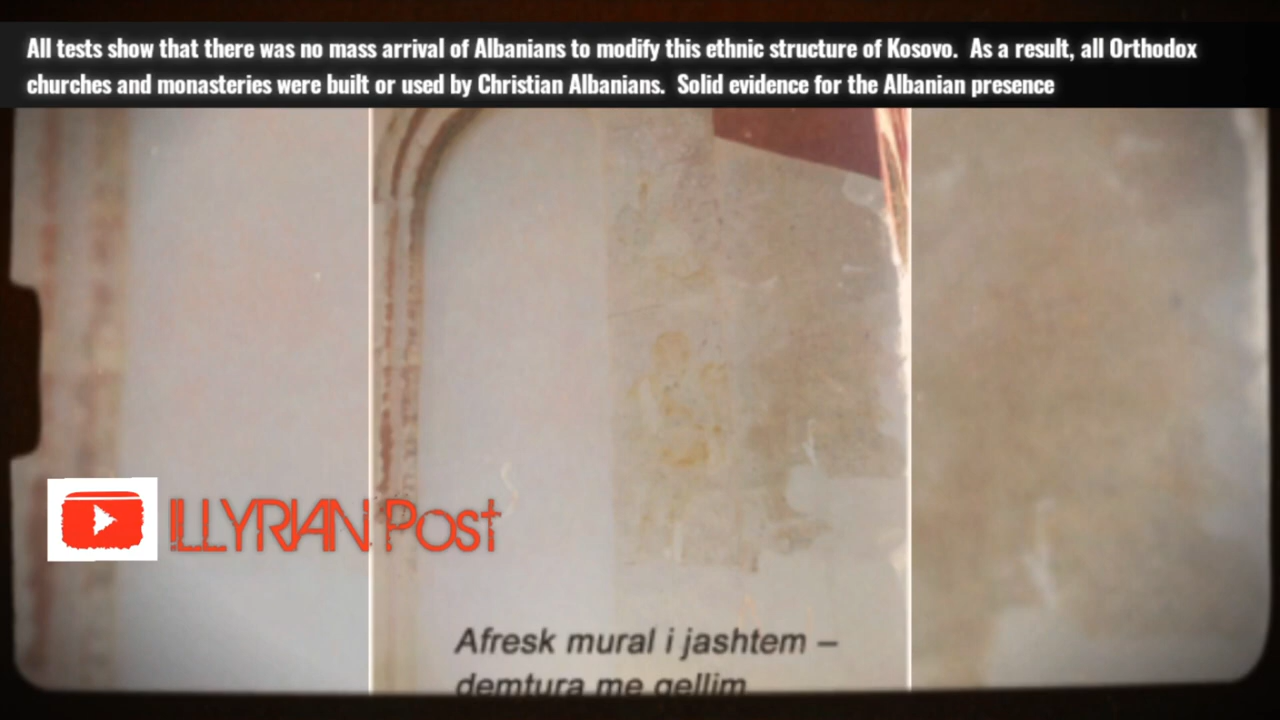 All tests show that there was no mass arrival of Albanians to modify this ethnic structure of Kosovo.  As a result, all Orthodox
churches and monasteries were built or used by Christian Albanians.  Solid evidence for the Albanian presence
ILLYRIAN Post
Afresk mural i jashtem –
demtura me qellim